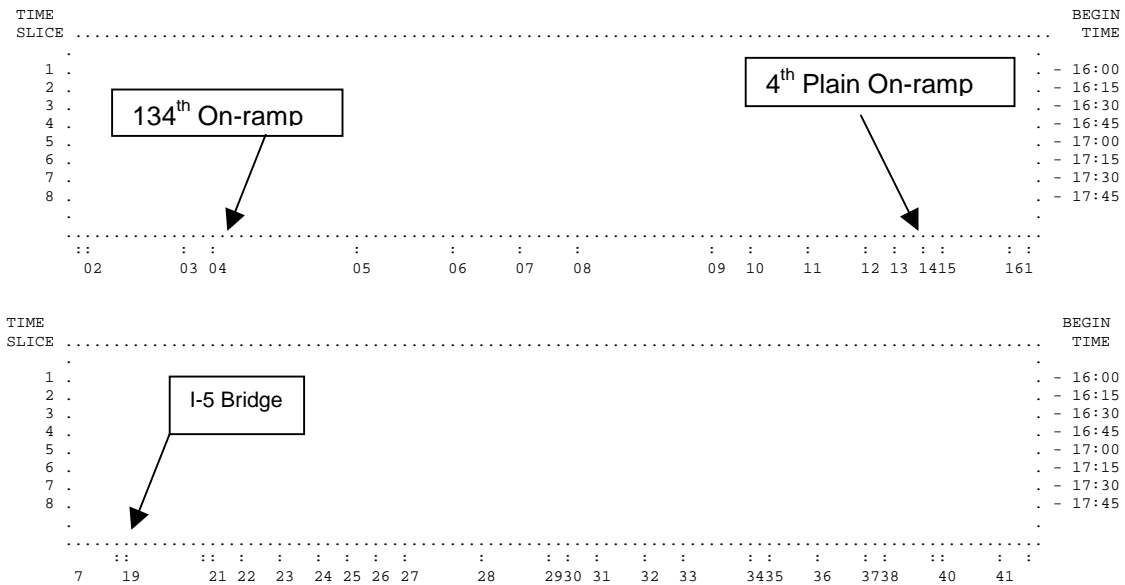 TIME BEGIN
SLICE ..................................................................................................... TIME
. .
1 . . - 16:00
2 . . - 16:15
3 . . - 16:30
4 . . - 16:45
5 . . - 17:00
6 . . - 17:15
7 . . - 17:30
8 . . - 17:45
. .
134th On-ramp
4th Plain On-ramp
.....................................................................................................
:: : : : : : : : : : : : : : : :
02 03 04 05 06 07 08 09 10 11 12 13 1415 161
TIME BEGIN
SLICE ..................................................................................................... TIME
. .
1 . . - 16:00
2 . . - 16:15
3 . . - 16:30
4 . . - 16:45
5 . . - 17:00
6 . . - 17:15
7 . . - 17:30
8 . . - 17:45
. .
I-5 Bridge
.....................................................................................................
:: :: : : : : : : : : : : : : : : : : : :: : :
7 19 21 22 23 24 25 26 27 28 2930 31 32 33 3435 36 3738 40 41